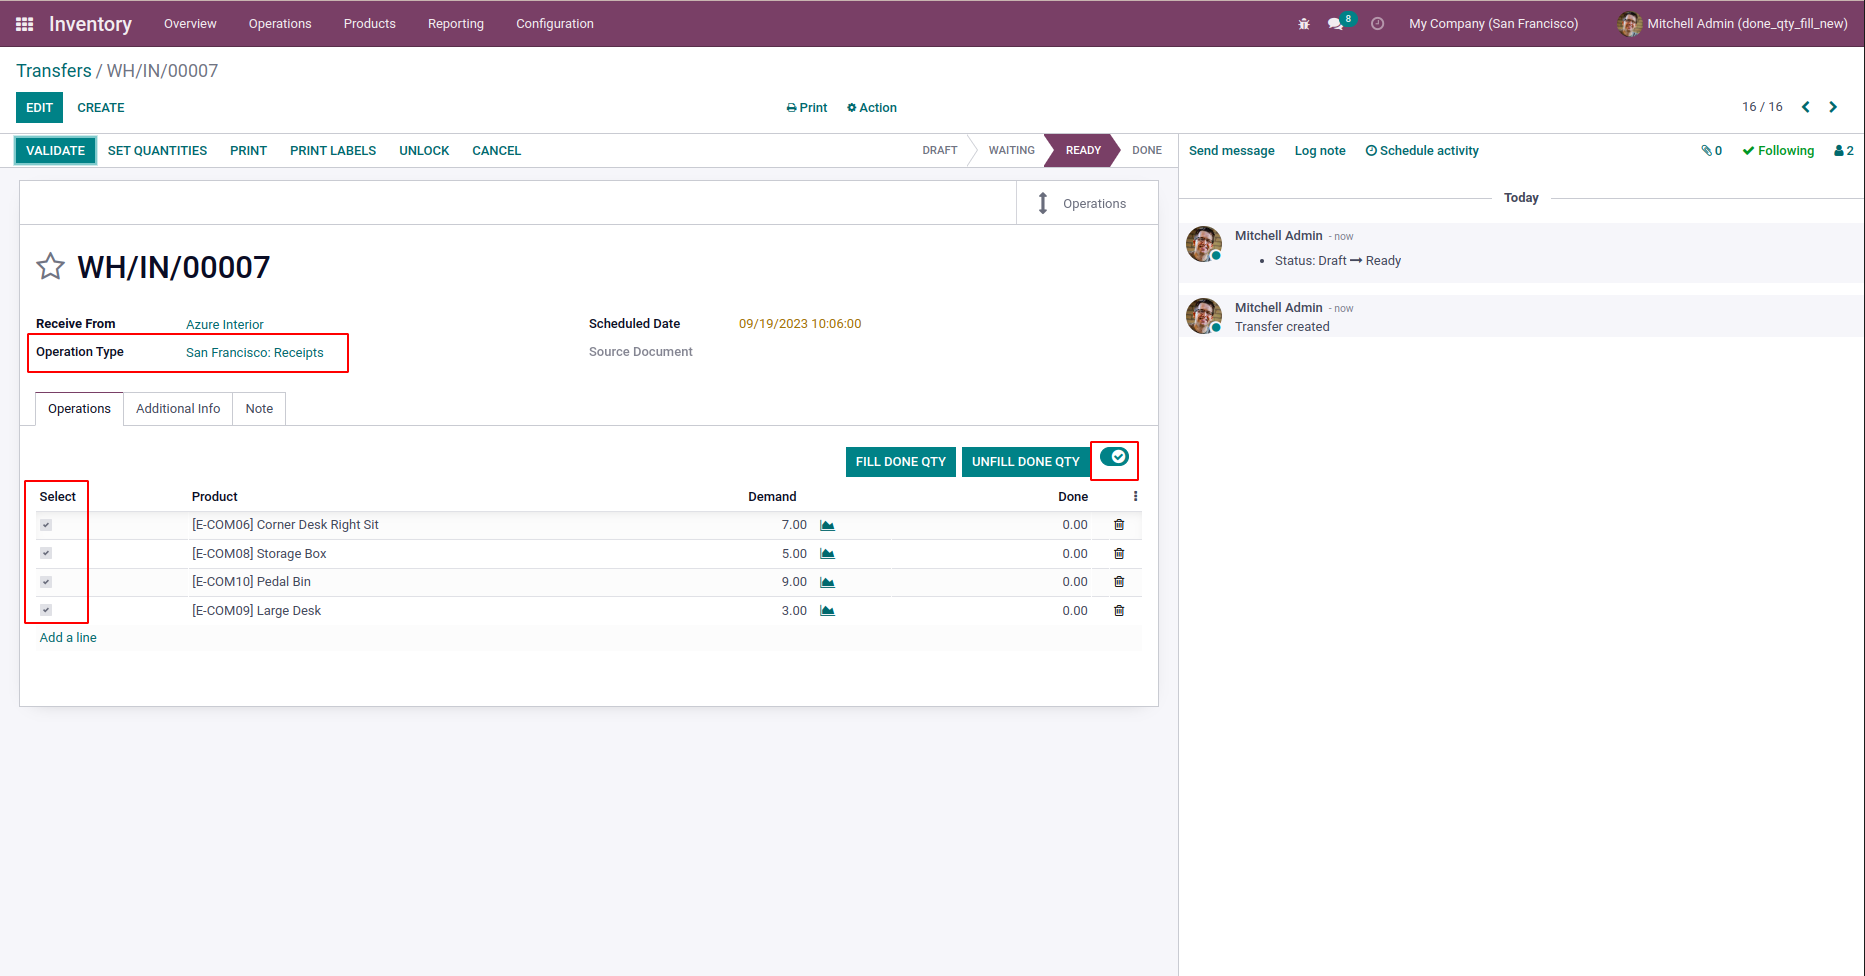 Inventory Overview Operations Products Reporting Configuration 8 My Company (San Francisco) Mitchell Admin (done_qty_fill_new)
Transfers / WH/IN/00007
EDIT CREATE Print Action 16 / 16
VALIDATE SET QUANTITIES PRINT PRINT LABELS UNLOCK CANCEL DRAFT WAITING READY DONE
Send message Log note Schedule activity 0 Following 2
Operations
Today
Mitchell Admin - now
Status: Draft → Ready
Mitchell Admin - now
Transfer created
WH/IN/00007
Receive From Azure Interior Scheduled Date 09/19/2023 10:06:00
Operation Type San Francisco: Receipts Source Document
Operations Additional Info Note
FILL DONE QTY UNFILL DONE QTY
Select Product Demand Done
[E-COM06] Corner Desk Right Sit 7.00 0.00
[E-COM08] Storage Box 5.00 0.00
[E-COM10] Pedal Bin 9.00 0.00
[E-COM09] Large Desk 3.00 0.00
Add a line